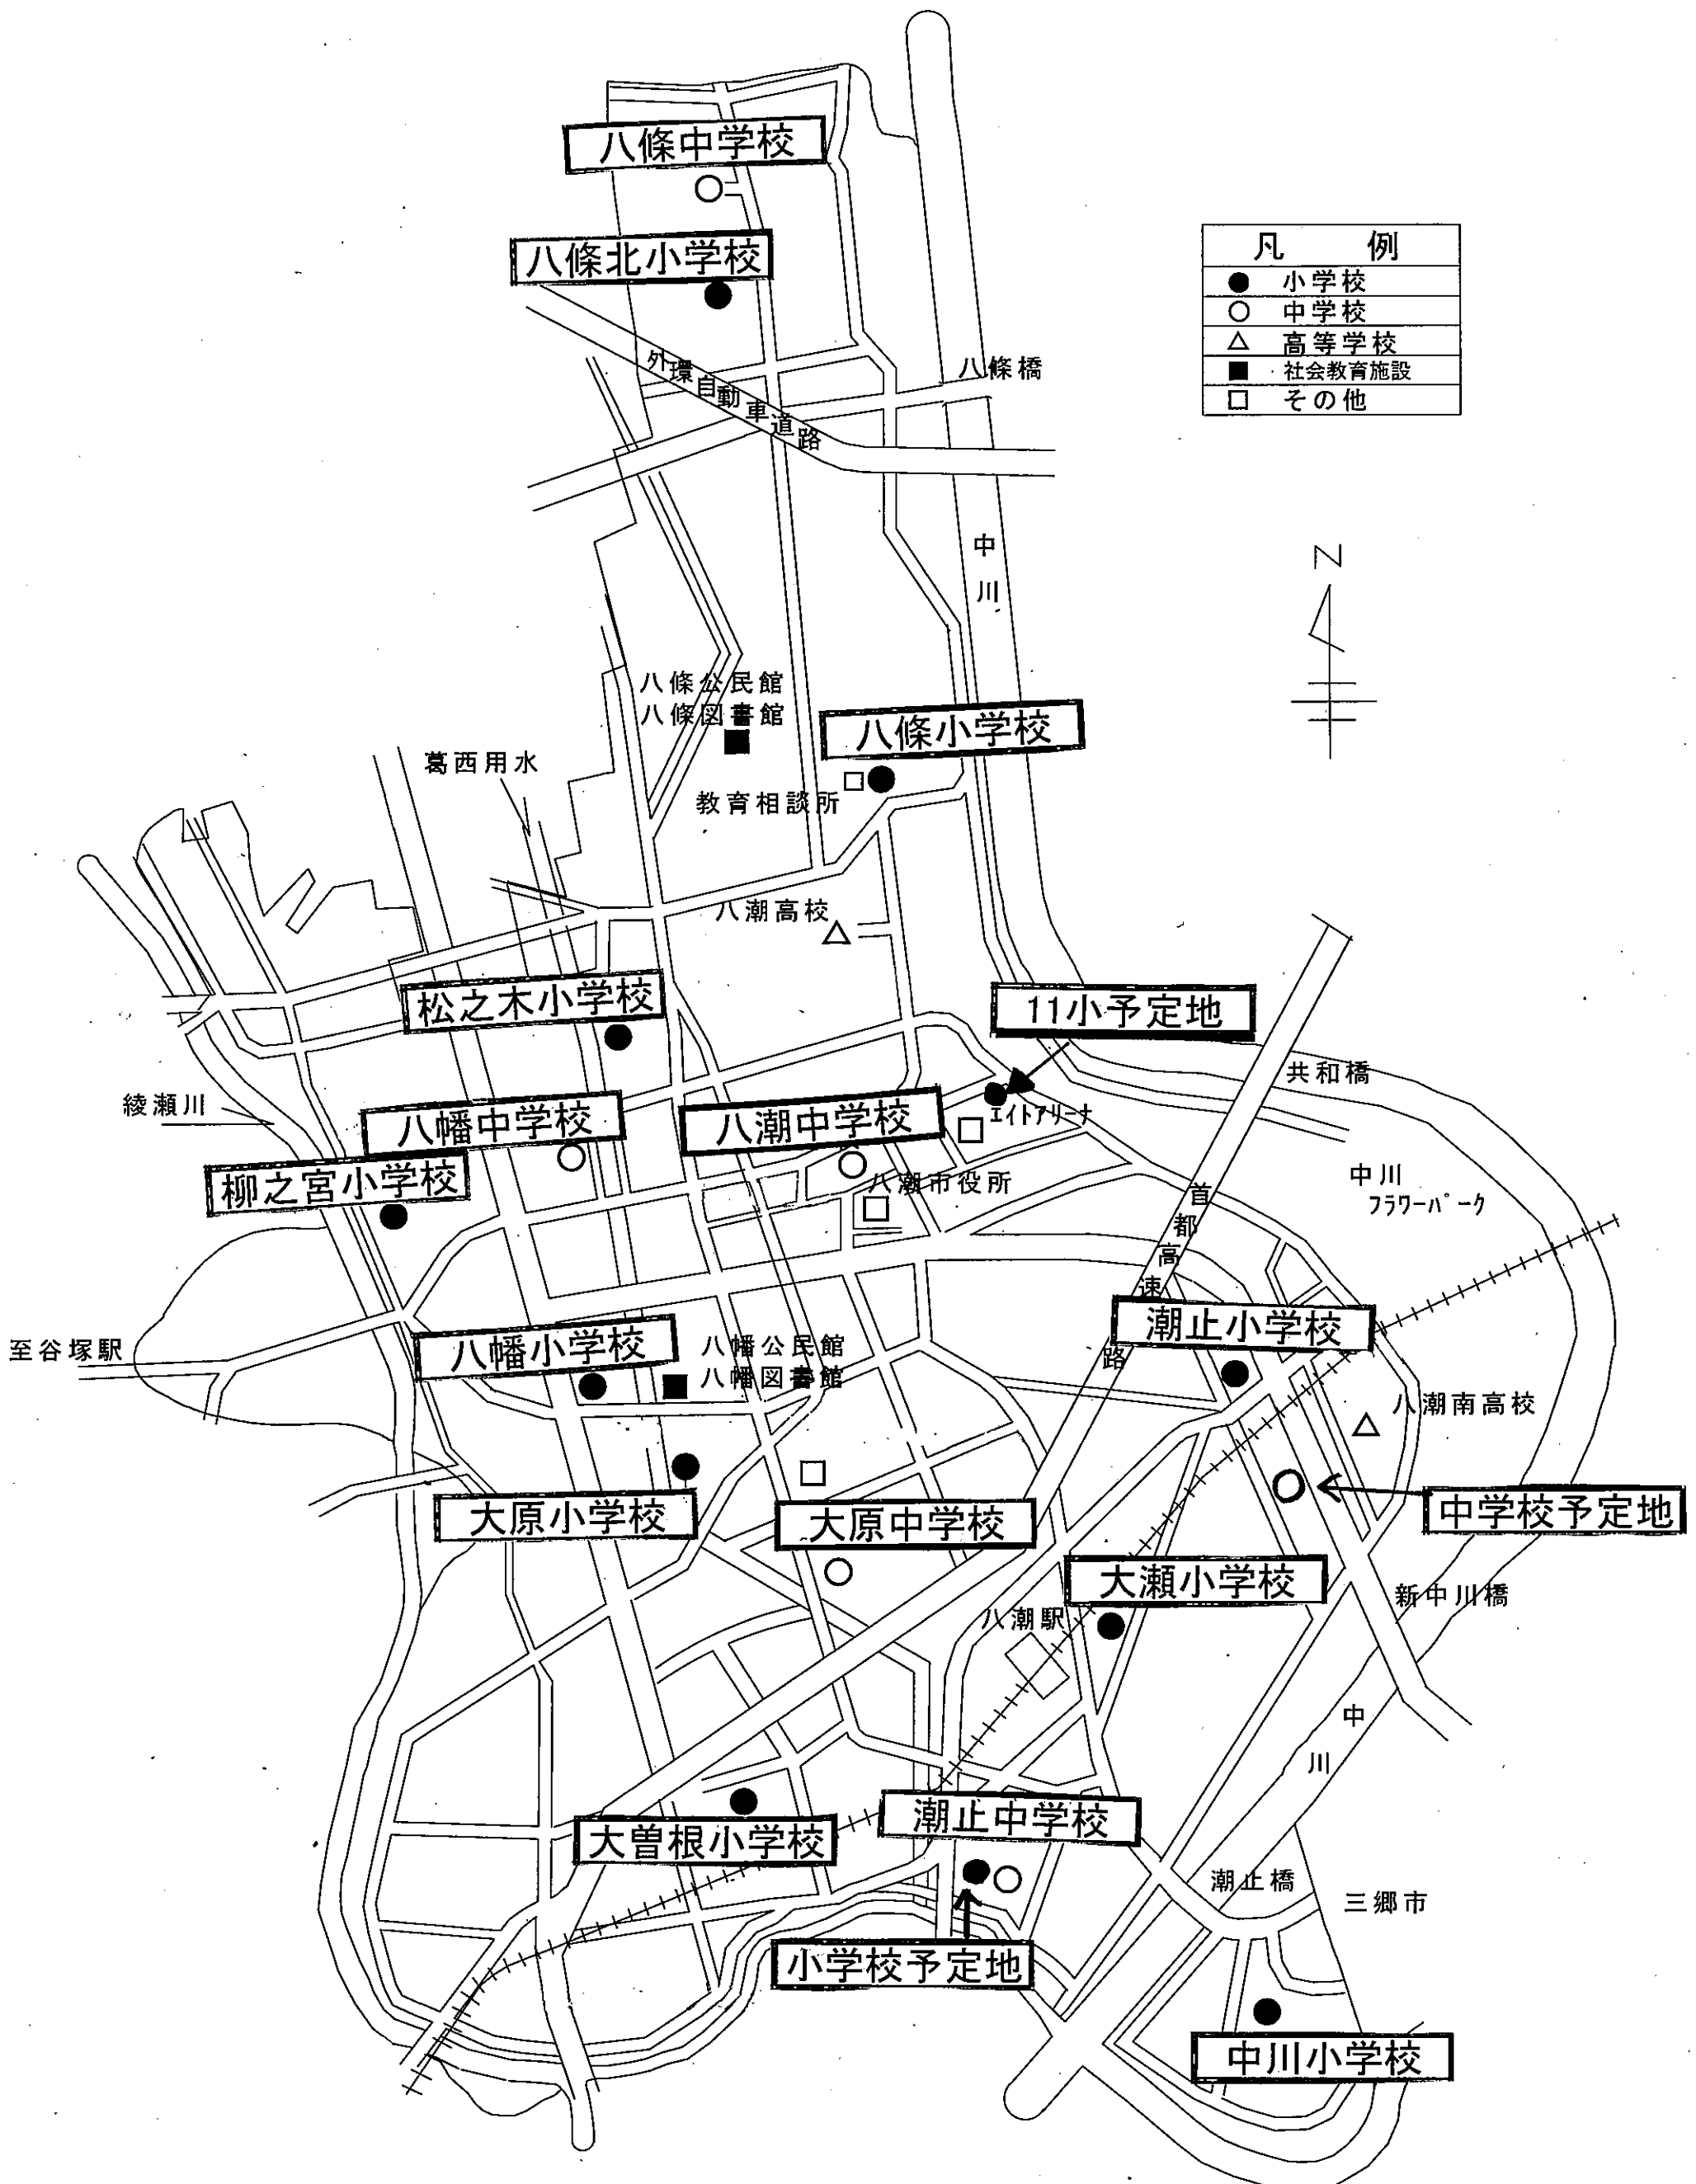 八條中学校
八條北小学校
凡　例
● 小学校
○ 中学校
△ 高等学校
■ 社会教育施設
□ その他
外環自動車道路
八條橋
中川
N
八條公民館
八條図書館
八條小学校
葛西用水
教育相談所
八潮高校
松之木小学校
11小予定地
共和橋
綾瀬川
八幡中学校
八潮中学校
エイトアリーナ
柳之宮小学校
八潮市役所
中川
フラワーパーク
首都高速路
潮止小学校
至谷塚駅
八幡小学校
八幡公民館
八幡図書館
八潮南高校
大原小学校
大原中学校
中学校予定地
大瀬小学校
新中川橋
八潮駅
中川
大曽根小学校
潮止中学校
潮止橋
三郷市
小学校予定地
中川小学校